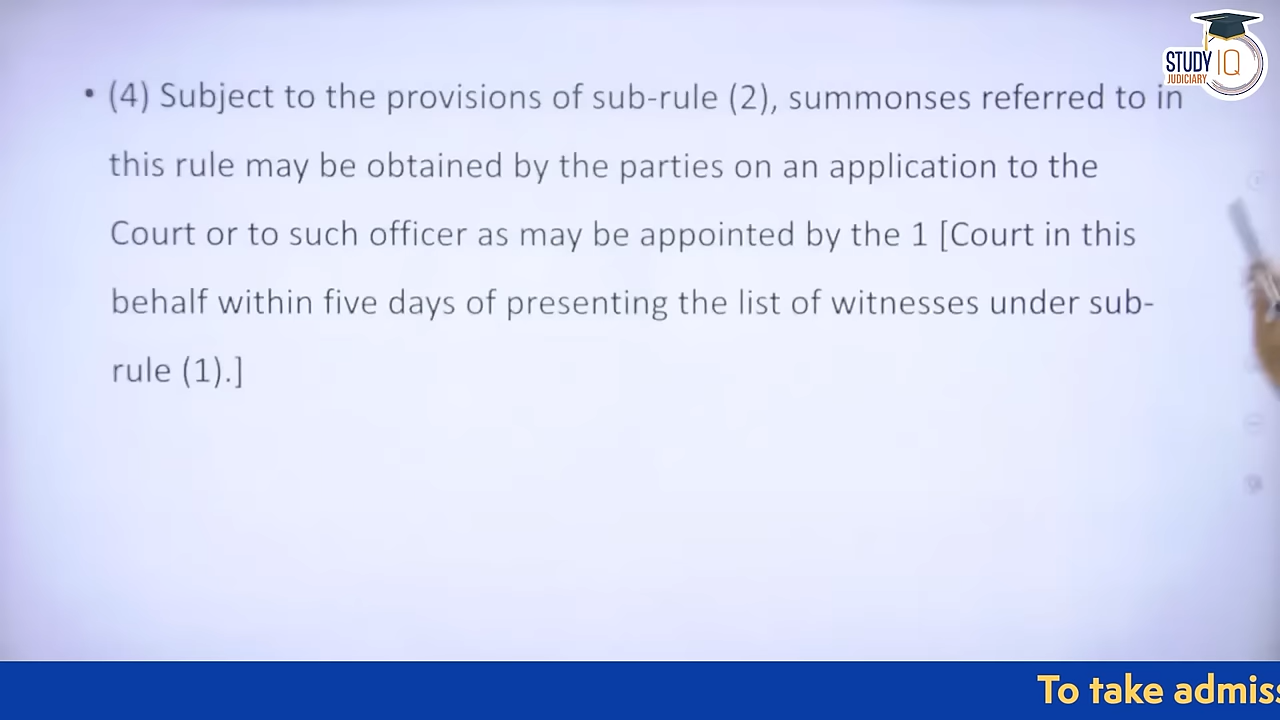 STUDY IQ
JUDICIARY
• (4) Subject to the provisions of sub-rule (2), summonses referred to in
this rule may be obtained by the parties on an application to the
Court or to such officer as may be appointed by the 1 [Court in this
behalf within five days of presenting the list of witnesses under sub-
rule (1).]
To take admiss